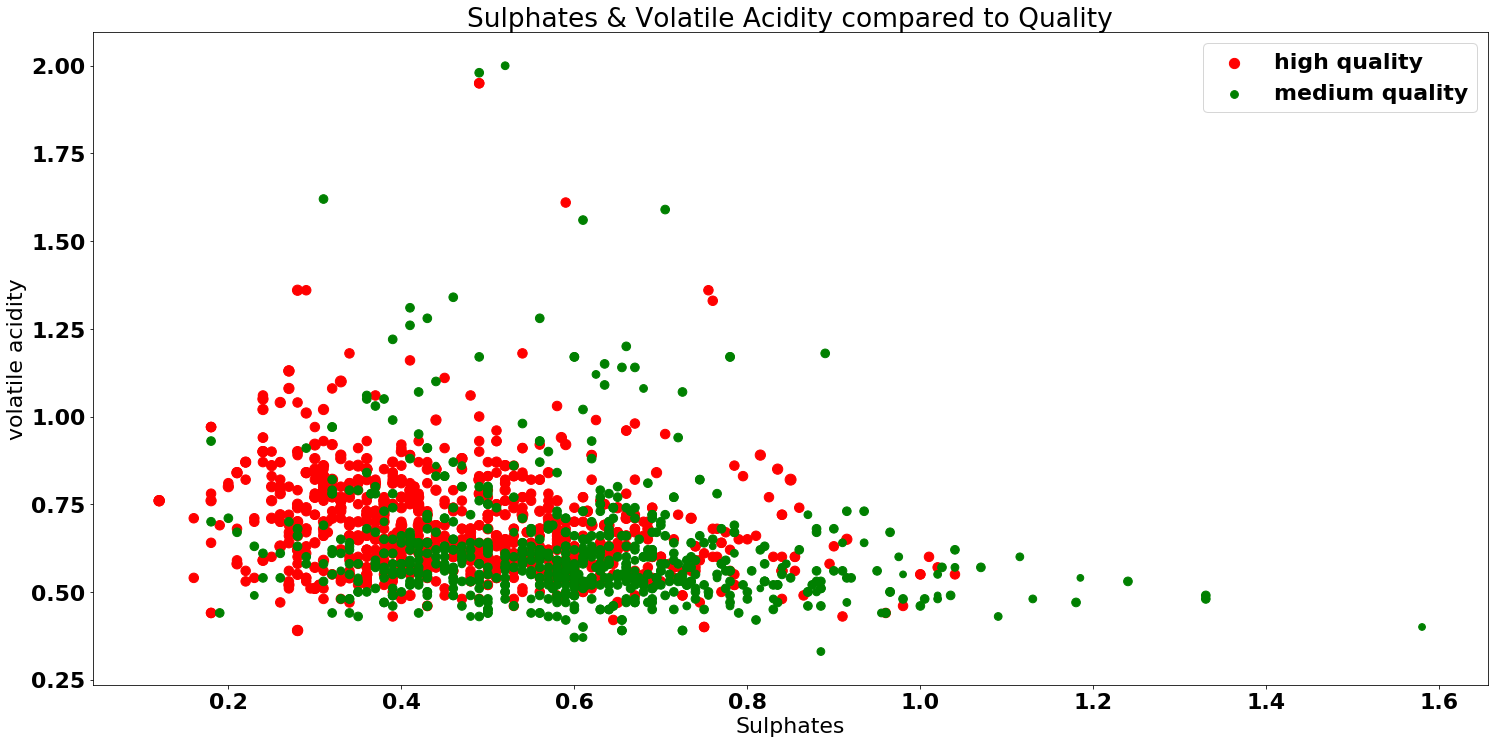 Sulphates & Volatile Acidity compared to Quality
high quality
medium quality
2.00
1.75
1.50
1.25
1.00
0.75
0.50
0.25
volatile acidity
0.2 0.4 0.6 0.8 1.0 1.2 1.4 1.6
Sulphates